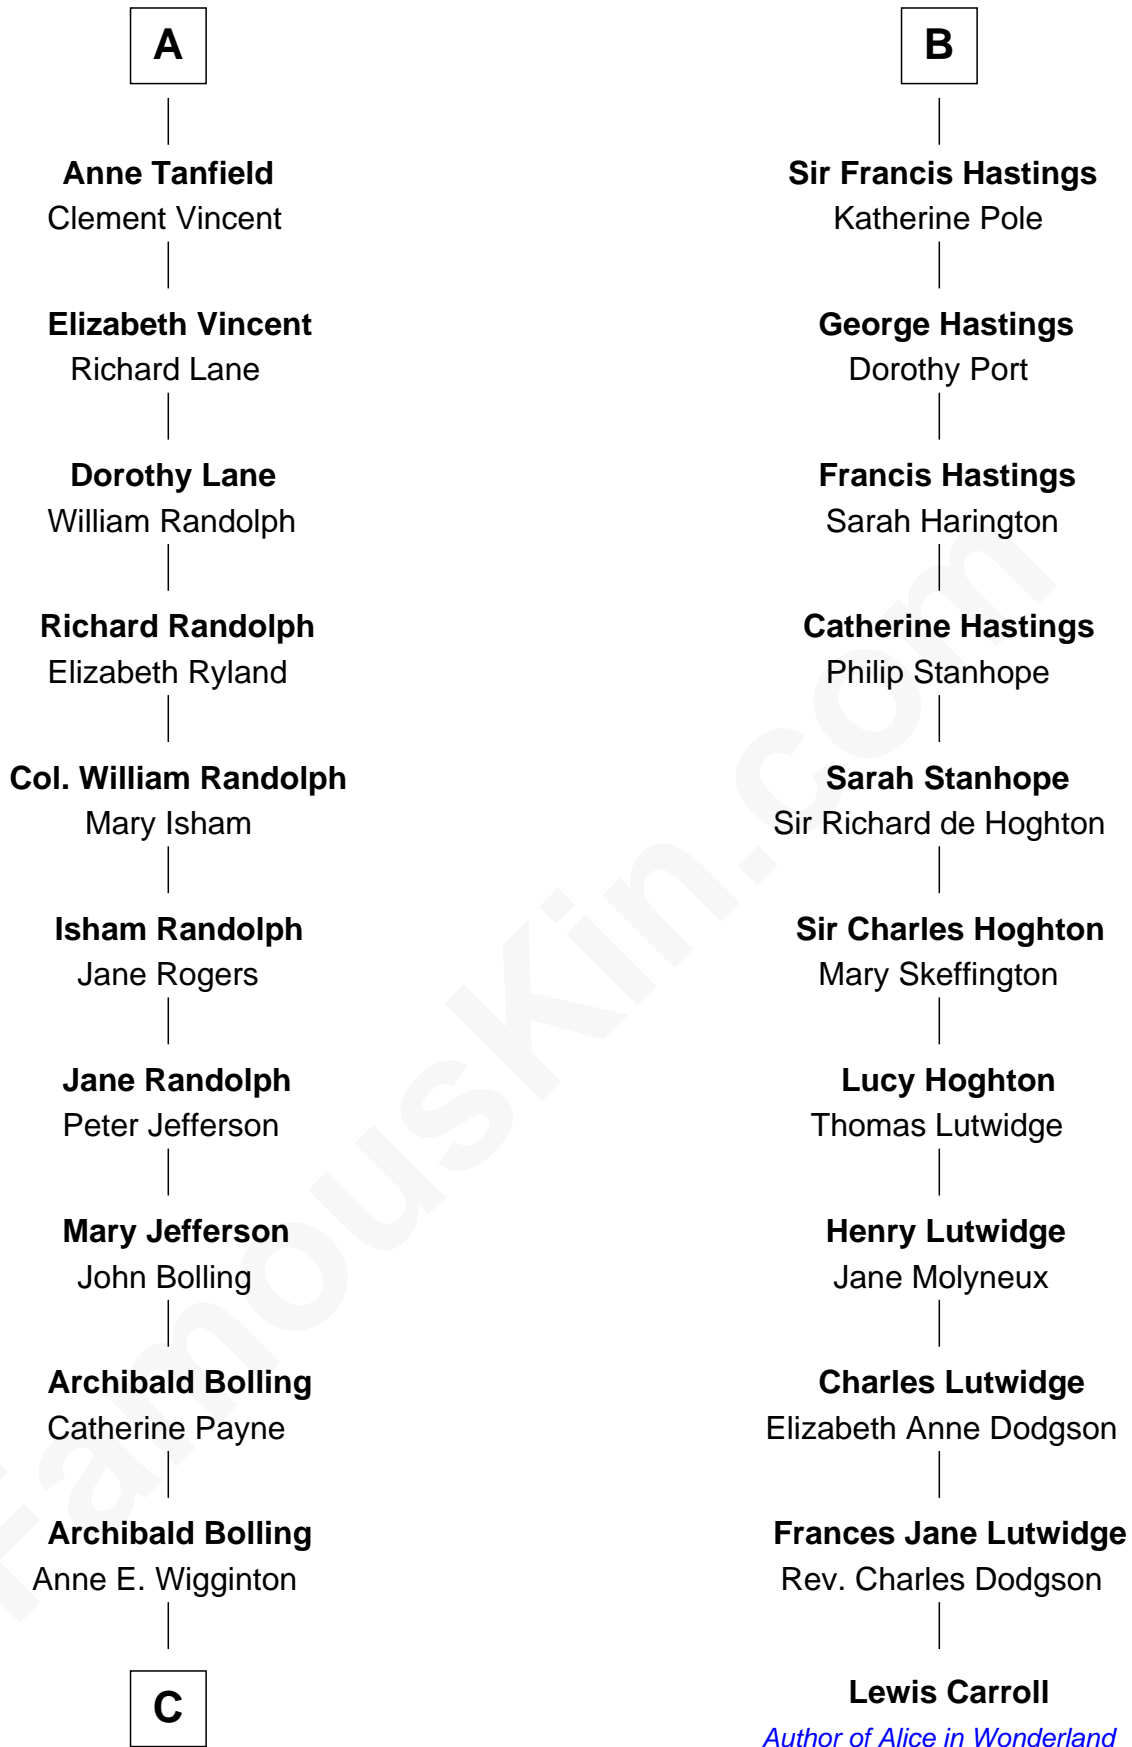 A
Anne Tanfield
Clement Vincent
Elizabeth Vincent
Richard Lane
Dorothy Lane
William Randolph
Richard Randolph
Elizabeth Ryland
Col. William Randolph
Mary Isham
Isham Randolph
Jane Rogers
Jane Randolph
Peter Jefferson
Mary Jefferson
John Bolling
Archibald Bolling
Catherine Payne
Archibald Bolling
Anne E. Wigginton
C
B
Sir Francis Hastings
Katherine Pole
George Hastings
Dorothy Port
Francis Hastings
Sarah Harington
Catherine Hastings
Philip Stanhope
Sarah Stanhope
Sir Richard de Hoghton
Sir Charles Hoghton
Mary Skeffington
Lucy Hoghton
Thomas Lutwidge
Henry Lutwidge
Jane Molyneux
Charles Lutwidge
Elizabeth Anne Dodgson
Frances Jane Lutwidge
Rev. Charles Dodgson
Lewis Carroll
Author of Alice in Wonderland
FamousKin.com